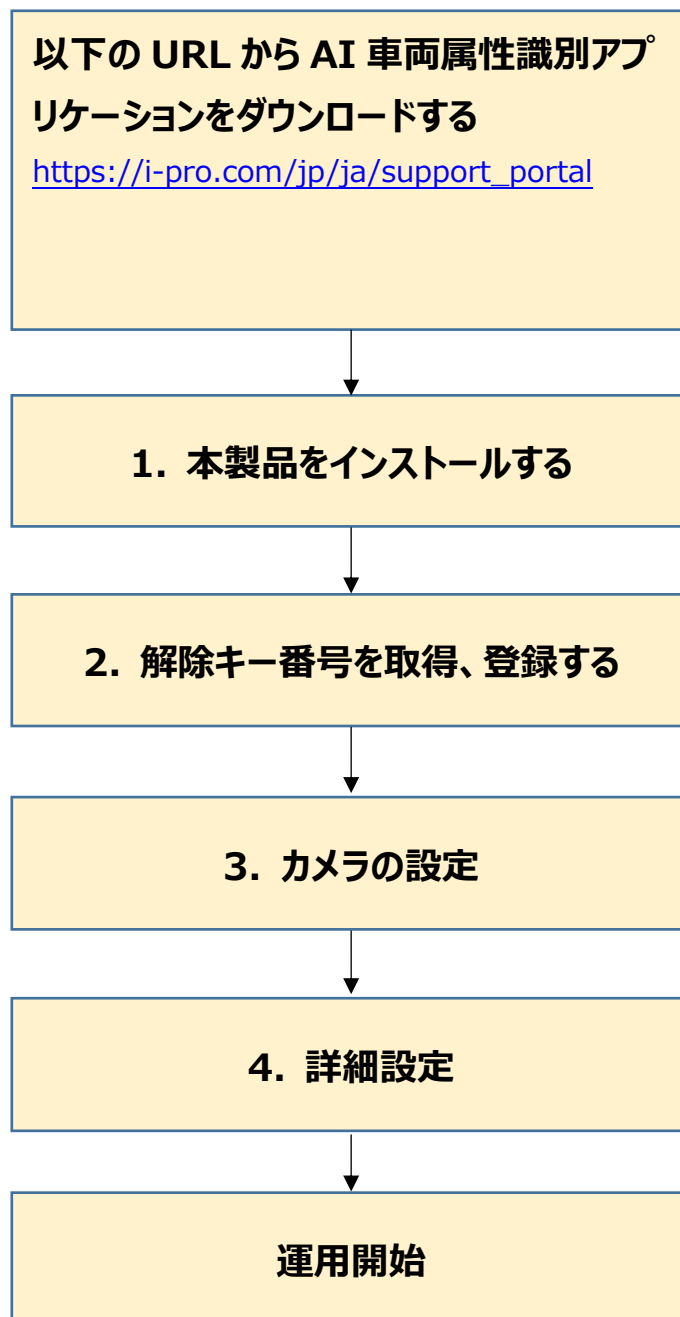 以下の URL から AI 車両属性識別アプ
リケーションをダウンロードする
https://i-pro.com/jp/ja/support_portal
1. 本製品をインストールする
2. 解除キー番号を取得、登録する
3. カメラの設定
4. 詳細設定
運用開始